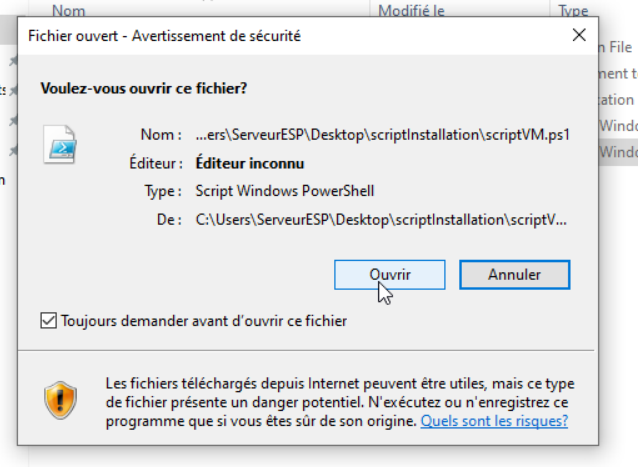 Nom Modifié le Type
Fichier ouvert - Avertissement de sécurité
n File
Voulez-vous ouvrir ce fichier?
ment t
ation
Nom : ...ers\ServeurESP\Desktop\scriptInstallation\scriptVM.ps1
Windo
Éditeur : Éditeur inconnu
Windo
Type : Script Windows PowerShell
De : C:\Users\ServeurESP\Desktop\scriptInstallation\scriptV...
Ouvrir Annuler
Toujours demander avant d'ouvrir ce fichier
Les fichiers téléchargés depuis Internet peuvent être utiles, mais ce type
de fichier présente un danger potentiel. N'exécutez ou n'enregistrez ce
programme que si vous êtes sûr de son origine. Quels sont les risques?